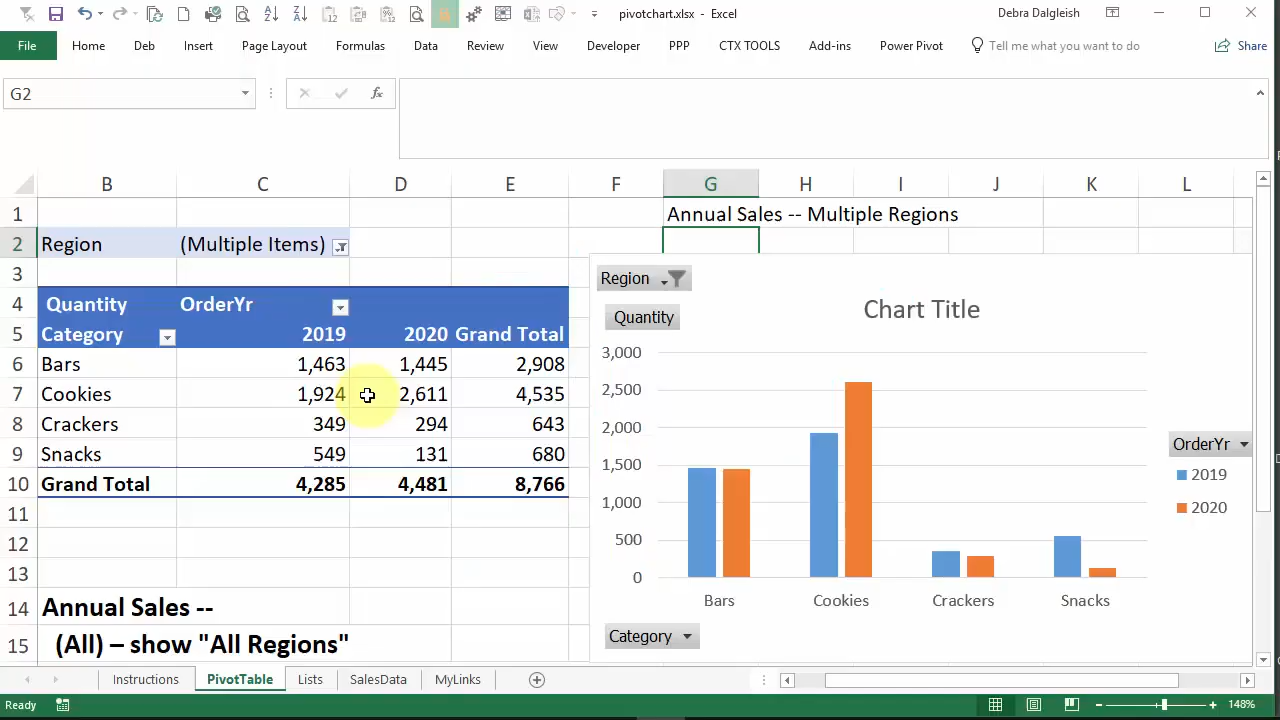 pivotchart.xlsx - Excel
Debra Dalgleish
File Home Deb Insert Page Layout Formulas Data Review View Developer PPP CTX TOOLS Add-ins Power Pivot Tell me what you want to do Share
G2 fx
B C D E F G H I J K L
1 Annual Sales -- Multiple Regions
2 Region (Multiple Items)
3
4 Quantity OrderYr
5 Category 2019 2020 Grand Total
6 Bars 1,463 1,445 2,908
7 Cookies 1,924 2,611 4,535
8 Crackers 349 294 643
9 Snacks 549 131 680
10 Grand Total 4,285 4,481 8,766
11
12
13
14 Annual Sales --
15 (All) – show "All Regions"
Region
Quantity
Chart Title
3,000
2,500
2,000
1,500
1,000
500
0
Bars Cookies Crackers Snacks
OrderYr
2019
2020
Category
Instructions PivotTable Lists SalesData MyLinks
Ready 148%